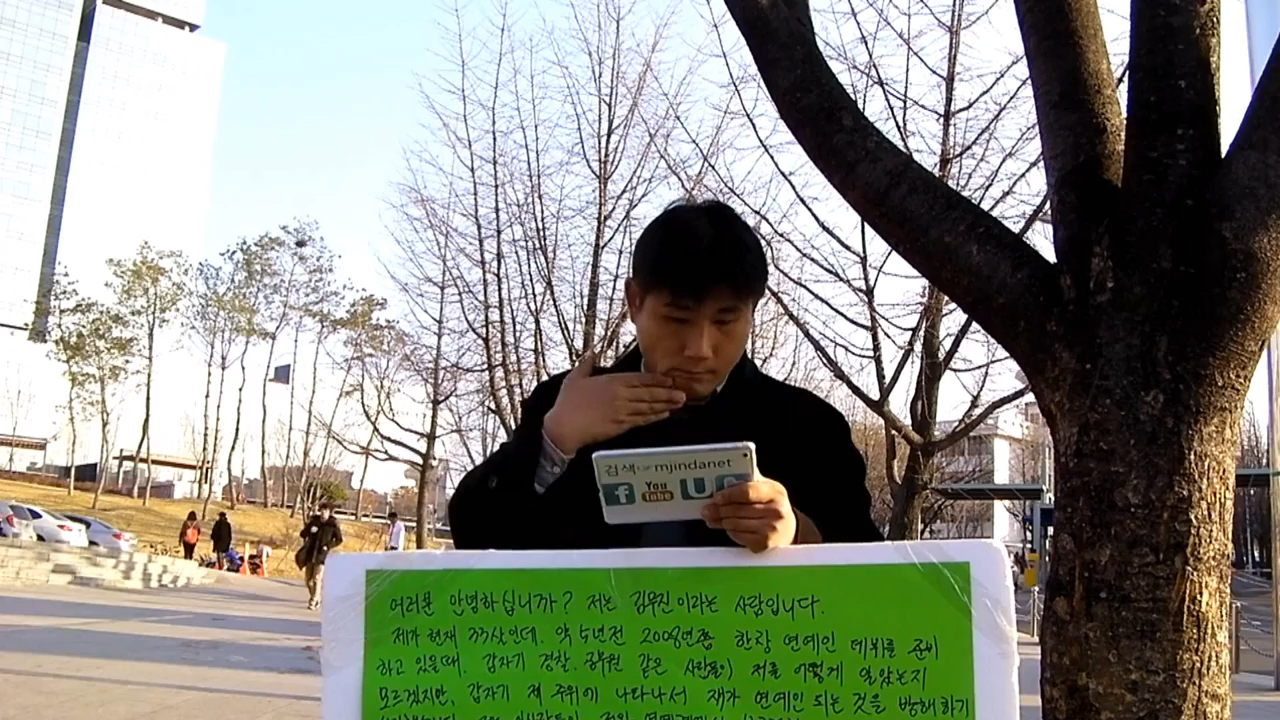 검색☞mjindanet
f You Tube U
여러분 안녕하십니까? 저는 김무진이라는 사람입니다.
제가 현재 33살인데. 약 5년전 2008년쯤 한창 연예인 데뷔를 준비
하고 있을때. 갑자기 경찰. 공무원 같은 사람들이 저를 어떻게 알았는지
모르겠지만, 갑자기 제 주위에 나타나서 재가 연예인 되는 것을 방해하기